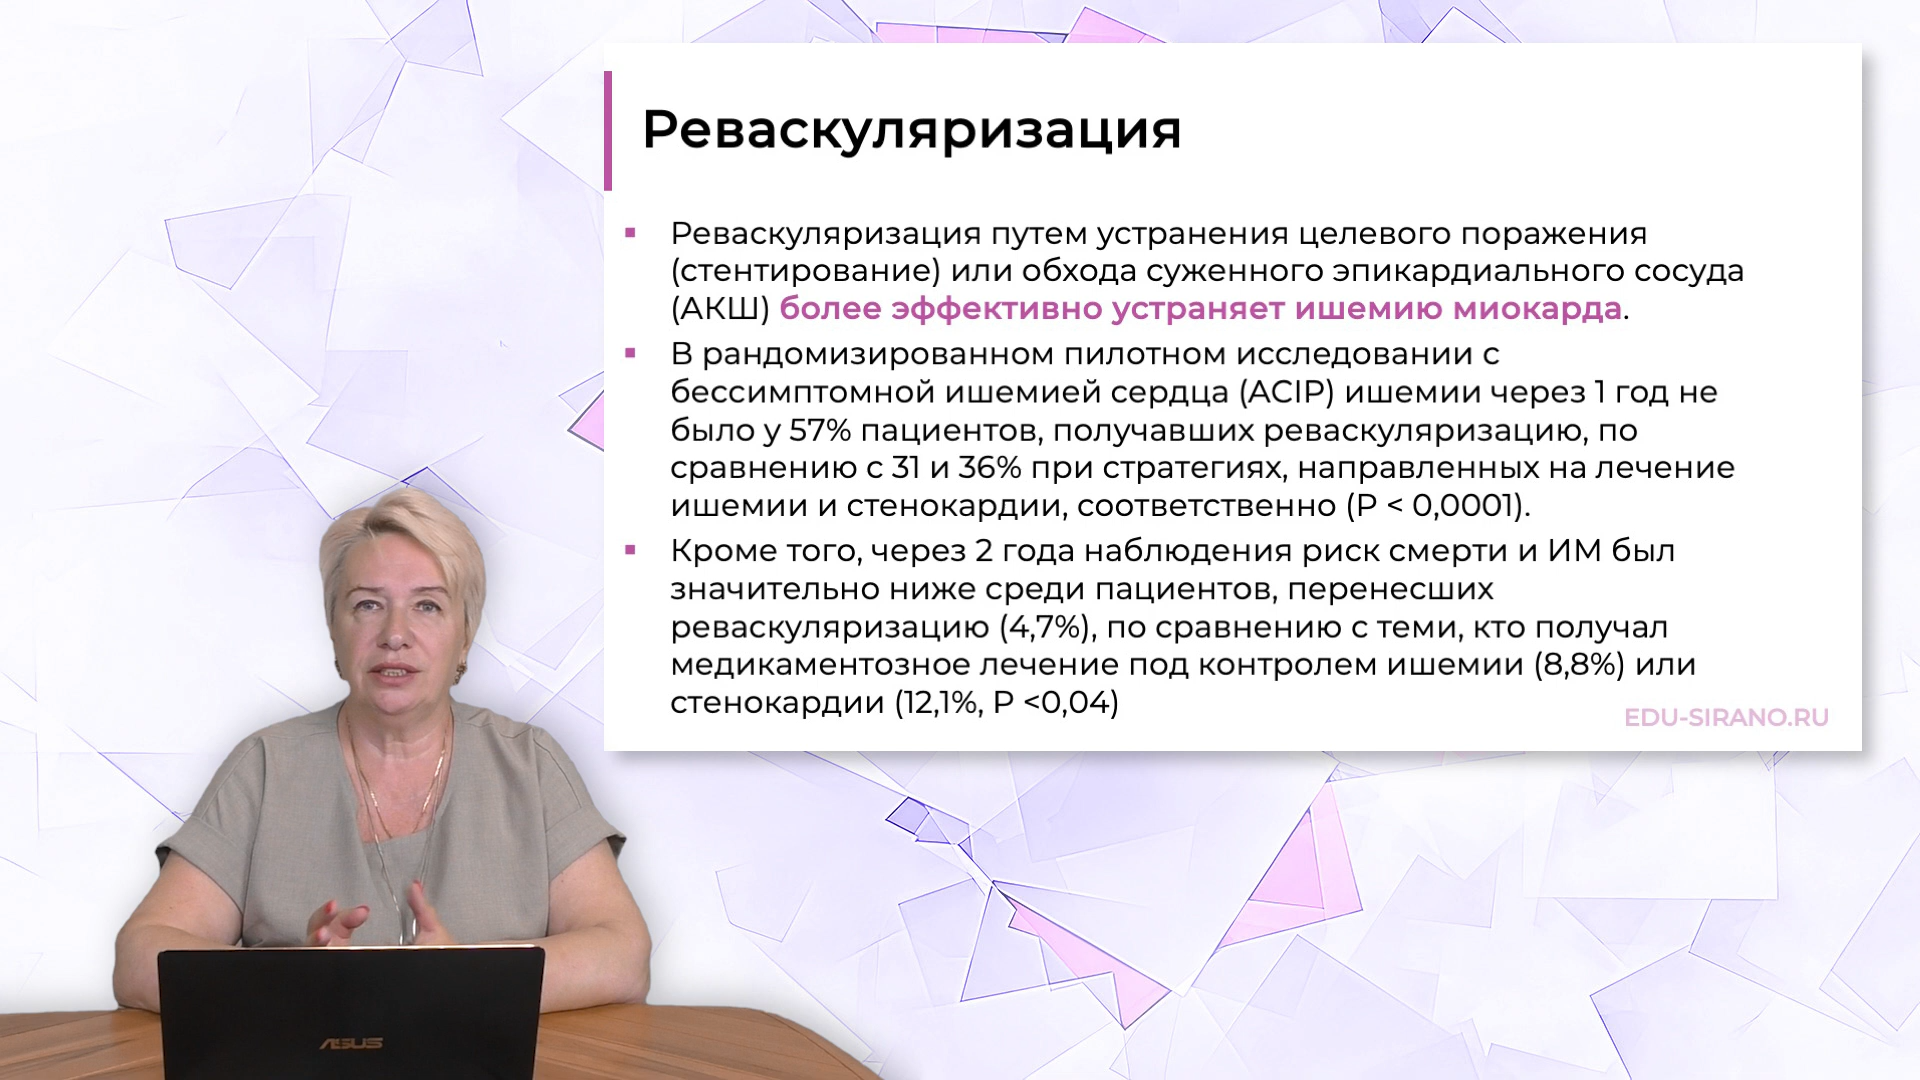 Реваскуляризация
Реваскуляризация путем устранения целевого поражения
(стентирование) или обхода суженного эпикардиального сосуда
(АКШ) более эффективно устраняет ишемию миокарда.
В рандомизированном пилотном исследовании с
бессимптомной ишемией сердца (ACIP) ишемии через 1 год не
было у 57% пациентов, получавших реваскуляризацию, по
сравнению с 31 и 36% при стратегиях, направленных на лечение
ишемии и стенокардии, соответственно (P < 0,0001).
Кроме того, через 2 года наблюдения риск смерти и ИМ был
значительно ниже среди пациентов, перенесших
реваскуляризацию (4,7%), по сравнению с теми, кто получал
медикаментозное лечение под контролем ишемии (8,8%) или
стенокардии (12,1%, P <0,04)
EDU-SIRANO.RU
ASUS